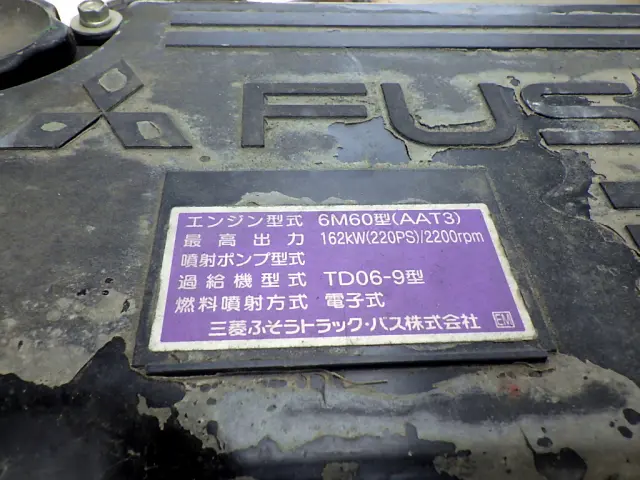 FUS
エンジン型式 6M60型(AAT3)
最高出力 162kW(220PS)/2200rpm
噴射ポンプ型式
過給機型式 TD06-9型
燃料噴射方式 電子式
三菱ふそうトラック・バス株式会社 EM